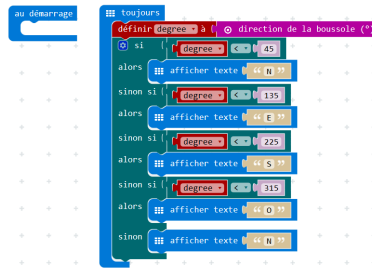 au démarrage
toujours
définir degree à direction de la boussole (°)
si degree < 45
alors afficher texte “ N ”
sinon si degree < 135
alors afficher texte “ E ”
sinon si degree < 225
alors afficher texte “ S ”
sinon si degree < 315
alors afficher texte “ O ”
sinon afficher texte “ N ”